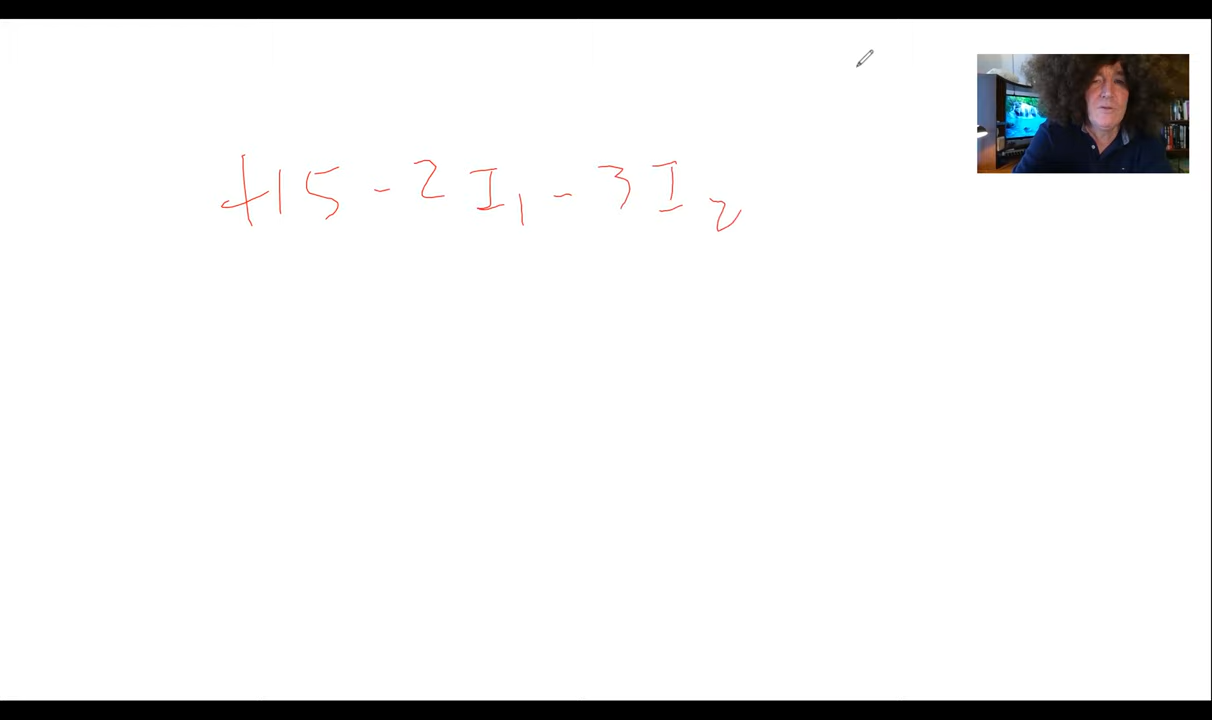 +15 - 2 I₁ - 3 I₂